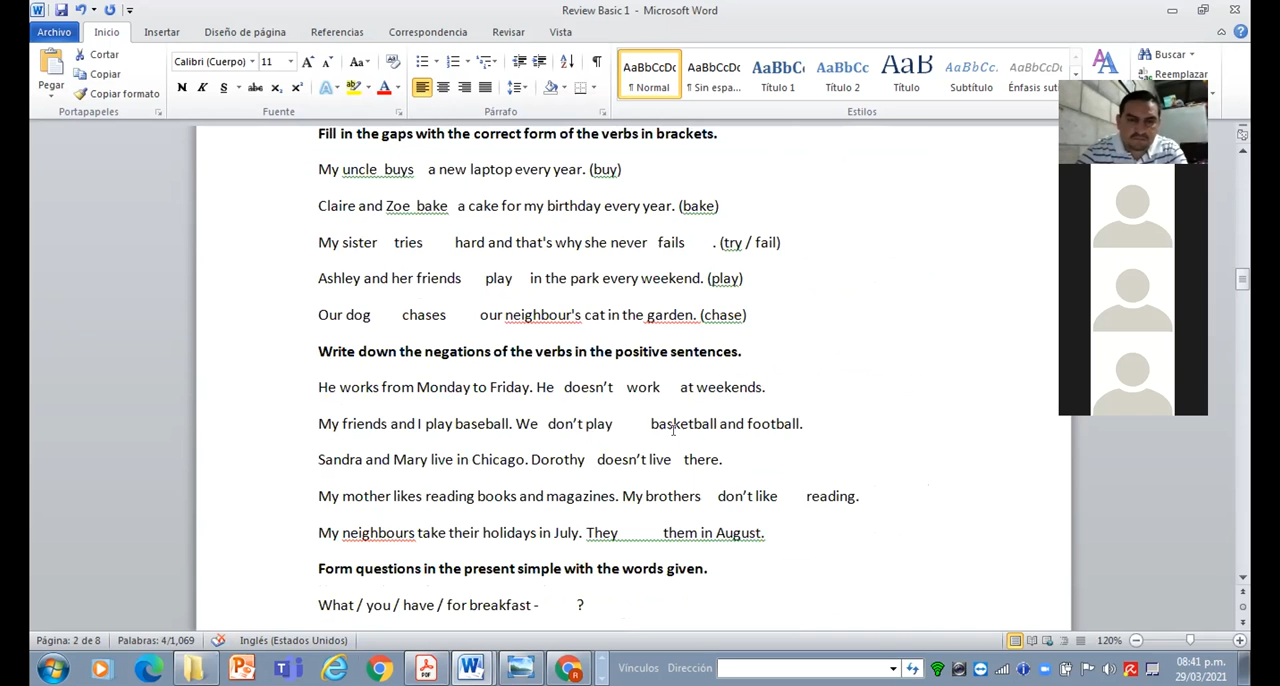 Review Basic 1 - Microsoft Word
Archivo Inicio Insertar Diseño de página Referencias Correspondencia Revisar Vista
Cortar
Copiar
Copiar formato
Pegar
Portapapeles
Calibri (Cuerpo) 11
Fuente
Párrafo
AaBbCcDc AaBbCcDc AaBbC AaBbCc AaB AaBbCc. AaBbCcDc
¶ Normal ¶ Sin espa... Título 1 Título 2 Título Subtítulo Énfasis sut...
Estilos
Buscar
Reemplazar
Fill in the gaps with the correct form of the verbs in brackets.
My uncle buys a new laptop every year. (buy)
Claire and Zoe bake a cake for my birthday every year. (bake)
My sister tries hard and that's why she never fails . (try / fail)
Ashley and her friends play in the park every weekend. (play)
Our dog chases our neighbour's cat in the garden. (chase)
Write down the negations of the verbs in the positive sentences.
He works from Monday to Friday. He doesn't work at weekends.
My friends and I play baseball. We don't play basketball and football.
Sandra and Mary live in Chicago. Dorothy doesn't live there.
My mother likes reading books and magazines. My brothers don't like reading.
My neighbours take their holidays in July. They them in August.
Form questions in the present simple with the words given.
What / you / have / for breakfast - ?
Página: 2 de 8 Palabras: 4/1,069 Inglés (Estados Unidos) 120%
Vínculos Dirección
08:41 p.m.
29/03/2021